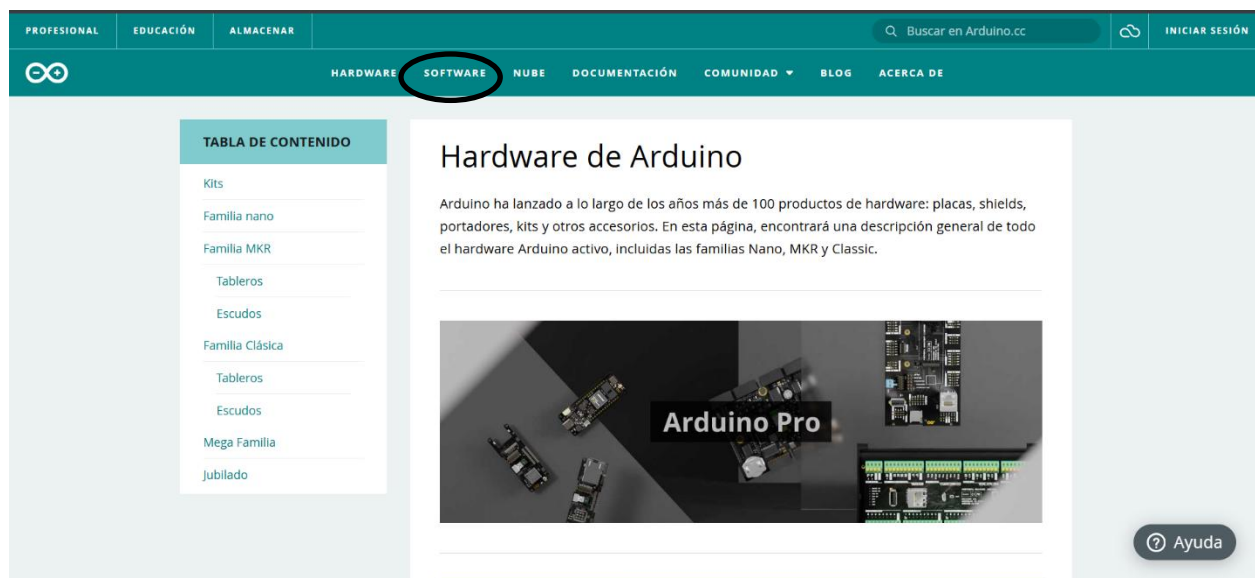 PROFESIONAL EDUCACIÓN ALMACENAR Buscar en Arduino.cc INICIAR SESIÓN
HARDWARE SOFTWARE NUBE DOCUMENTACIÓN COMUNIDAD BLOG ACERCA DE
TABLA DE CONTENIDO
Kits
Familia nano
Familia MKR
Tableros
Escudos
Familia Clásica
Tableros
Escudos
Mega Familia
Jubilado
Hardware de Arduino
Arduino ha lanzado a lo largo de los años más de 100 productos de hardware: placas, shields,
portadores, kits y otros accesorios. En esta página, encontrará una descripción general de todo
el hardware Arduino activo, incluidas las familias Nano, MKR y Classic.
Arduino Pro
Ayuda